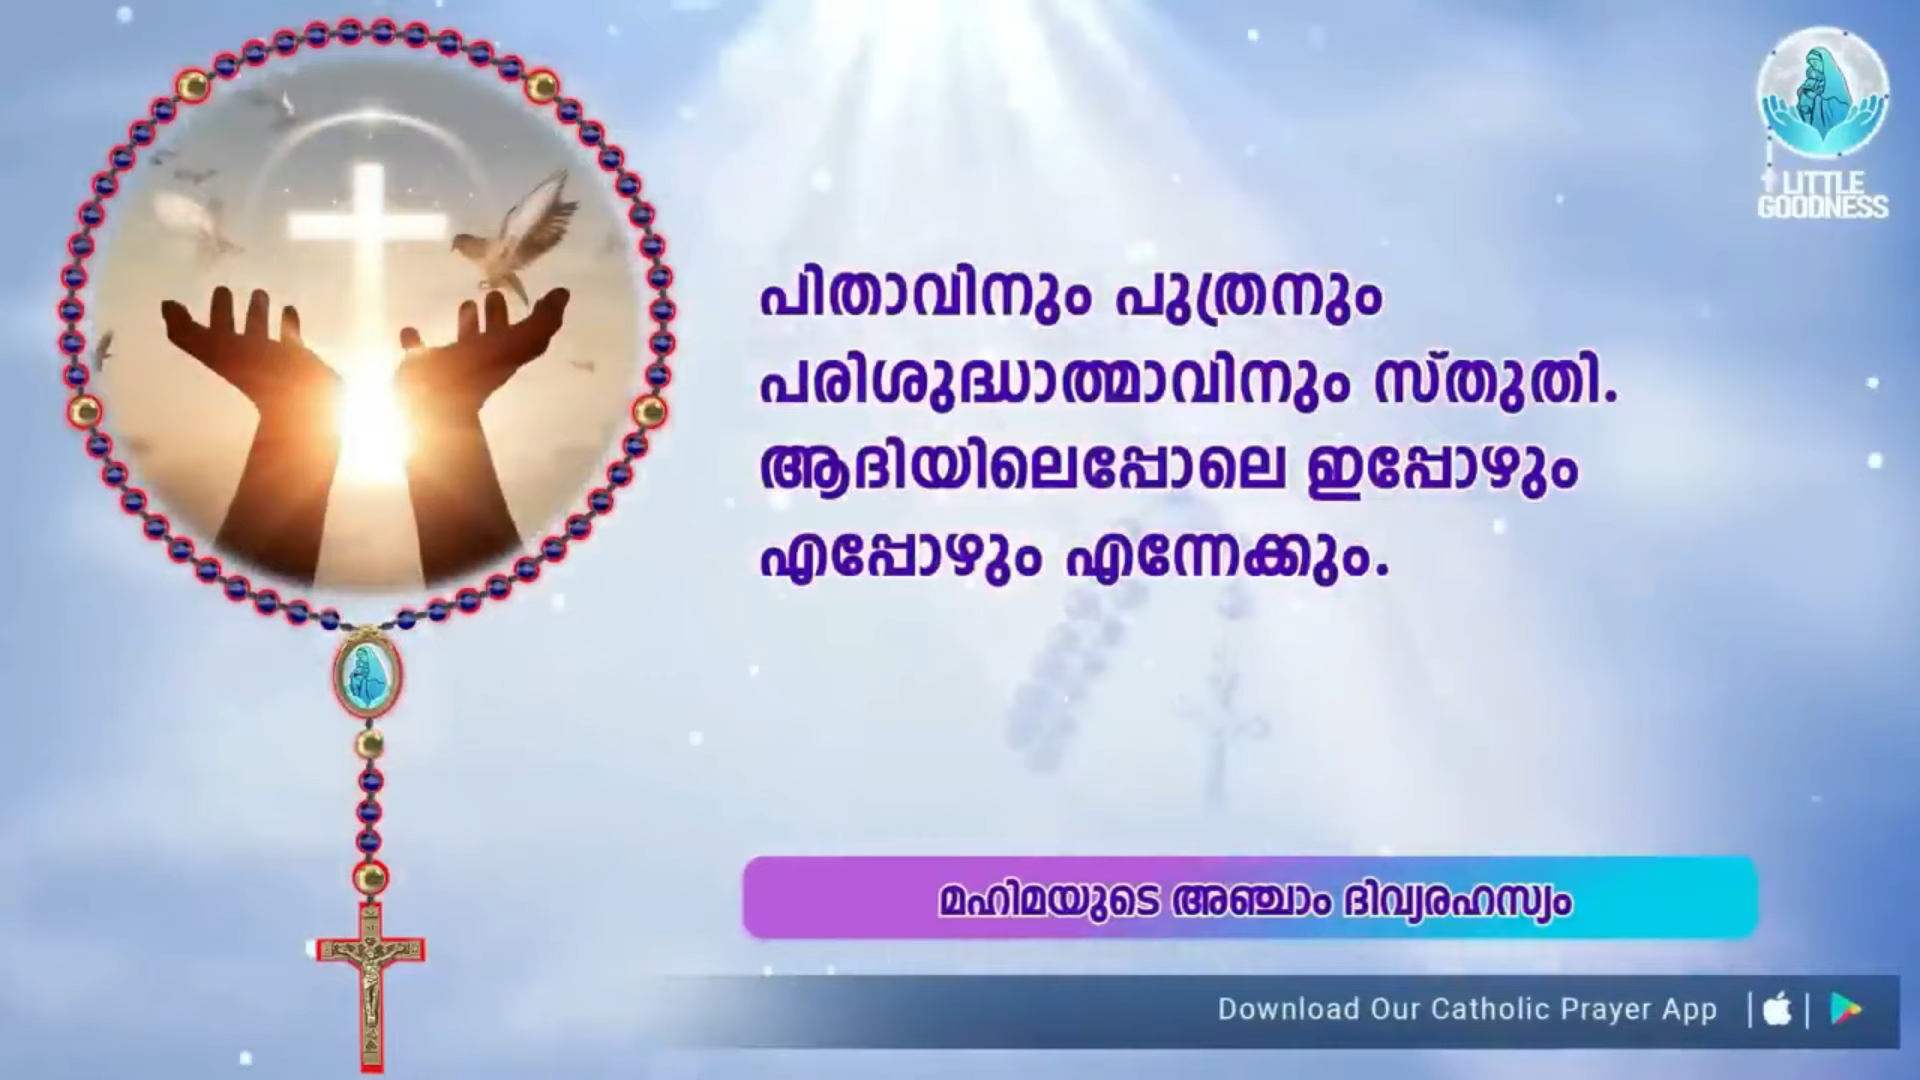 LITTLE
GOODNESS
പിതാവിനും പുത്രനും
പരിശുദ്ധാത്മാവിനും സ്തുതി.
ആദിയിലെപ്പോലെ ഇപ്പോഴും
എപ്പോഴും എന്നേക്കും.
മഹിമയുടെ അഞ്ചാം ദിവ്യരഹസ്യം
Download Our Catholic Prayer App